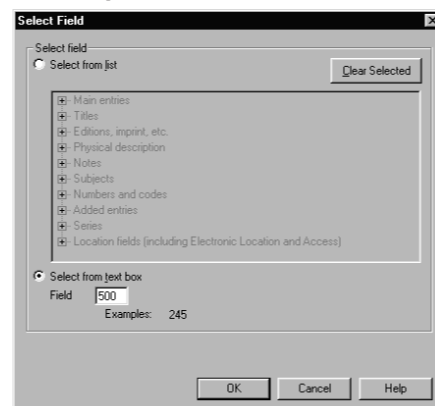 Select Field
Select field
Select from list
Clear Selected
Main entries
Titles
Editions, imprint, etc.
Physical description
Notes
Subjects
Numbers and codes
Added entries
Series
Location fields (including Electronic Location and Access)
Select from text box
Field 500
Examples: 245
OK Cancel Help